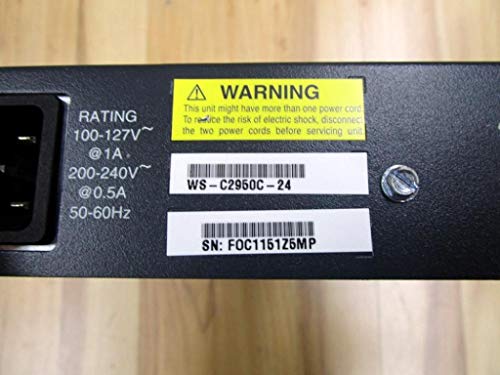 RATING
100-127V~
@1A
200-240V~
@0.5A
50-60Hz
WARNING
This unit might have more than one power cord.
To reduce the risk of electric shock, disconnect
the two power cords before servicing unit.
WS-C2950C-24
SN: FOC1151Z5MP